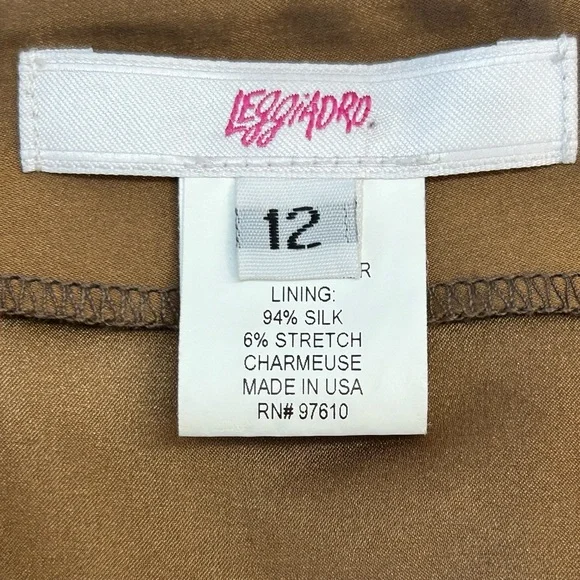 LEggiADRO.
12
R
LINING:
94% SILK
6% STRETCH
CHARMEUSE
MADE IN USA
RN# 97610